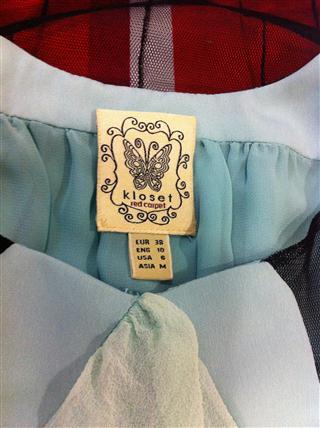 kloset
red carpet
EUR 38
ENG 10
USA 6
ASIA M